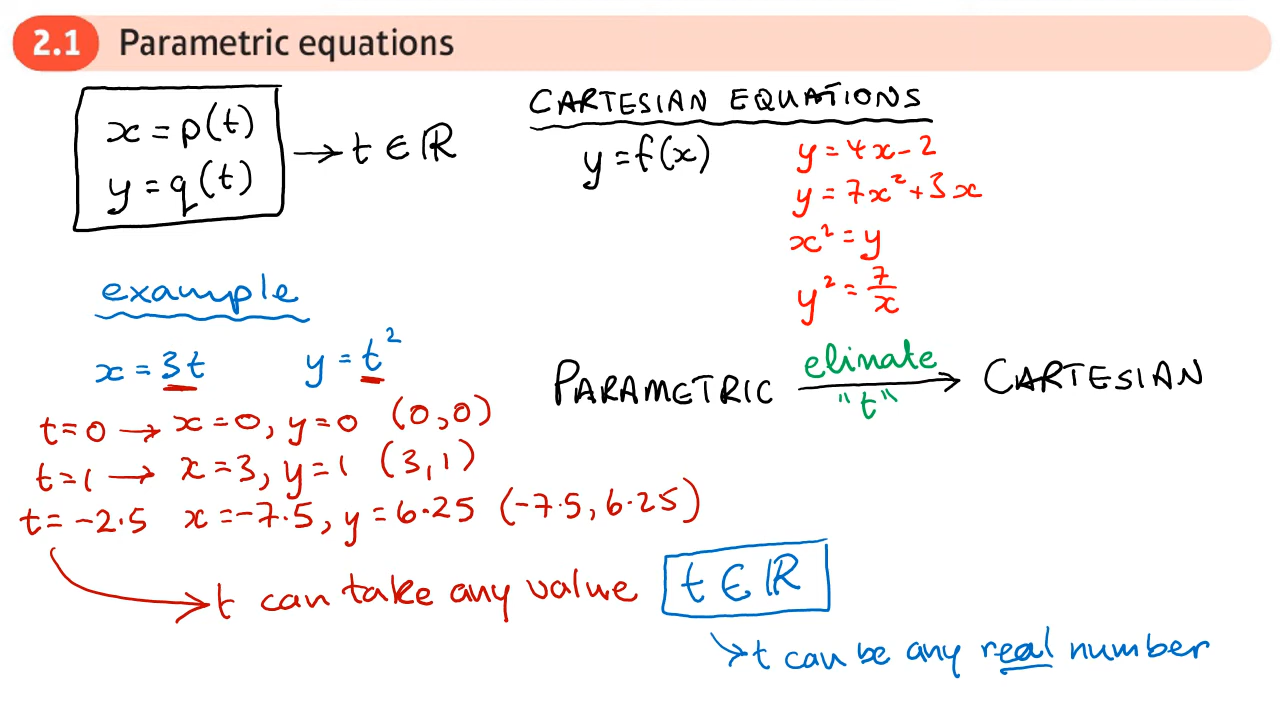 2.1 Parametric equations
x = p(t)
y = q(t)
→ t ∈ ℝ
CARTESIAN EQUATIONS
y = f(x)
y = 4x - 2
y = 7x² + 3x
x² = y
y² = 7/x
example
x = 3t y = t²
t = 0 → x = 0, y = 0 (0,0)
t = 1 → x = 3, y = 1 (3,1)
t = -2.5 x = -7.5, y = 6.25 (-7.5, 6.25)
t can take any value t ∈ ℝ
t can be any real number
PARAMETRIC elinate "t" → CARTESIAN